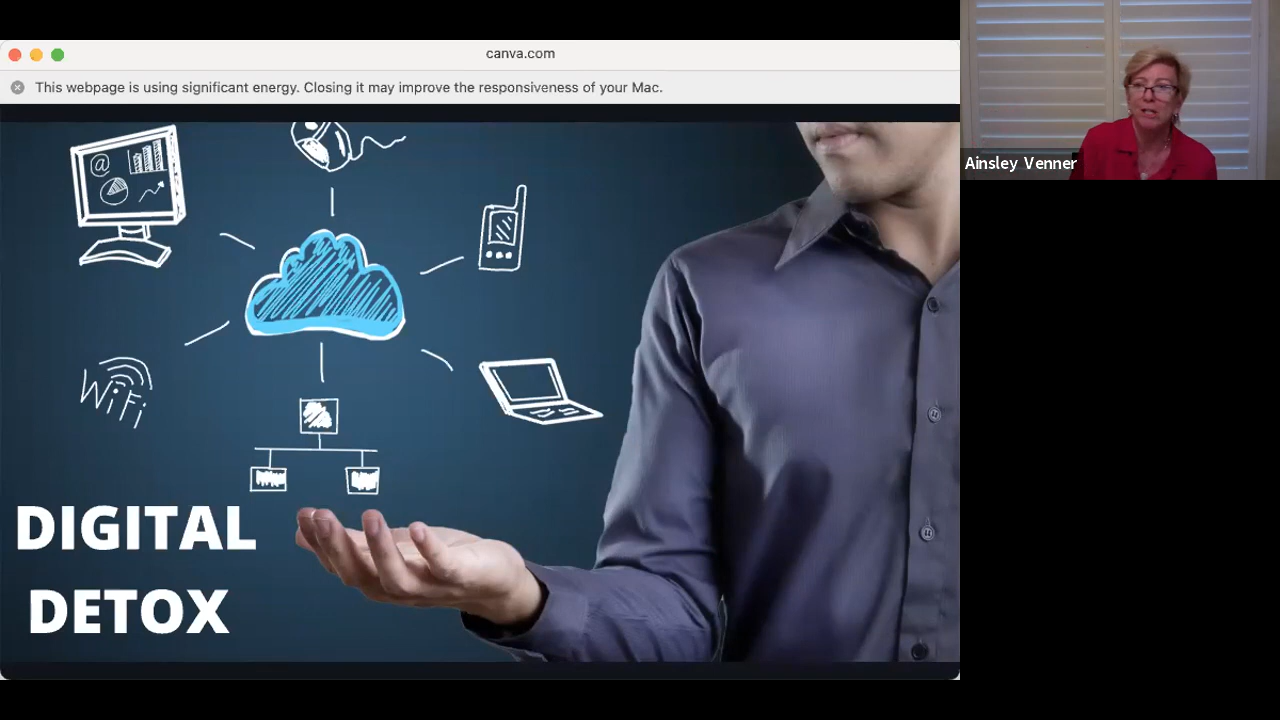 canva.com
This webpage is using significant energy. Closing it may improve the responsiveness of your Mac.
Ainsley Venner
@
WiFi
DIGITAL
DETOX